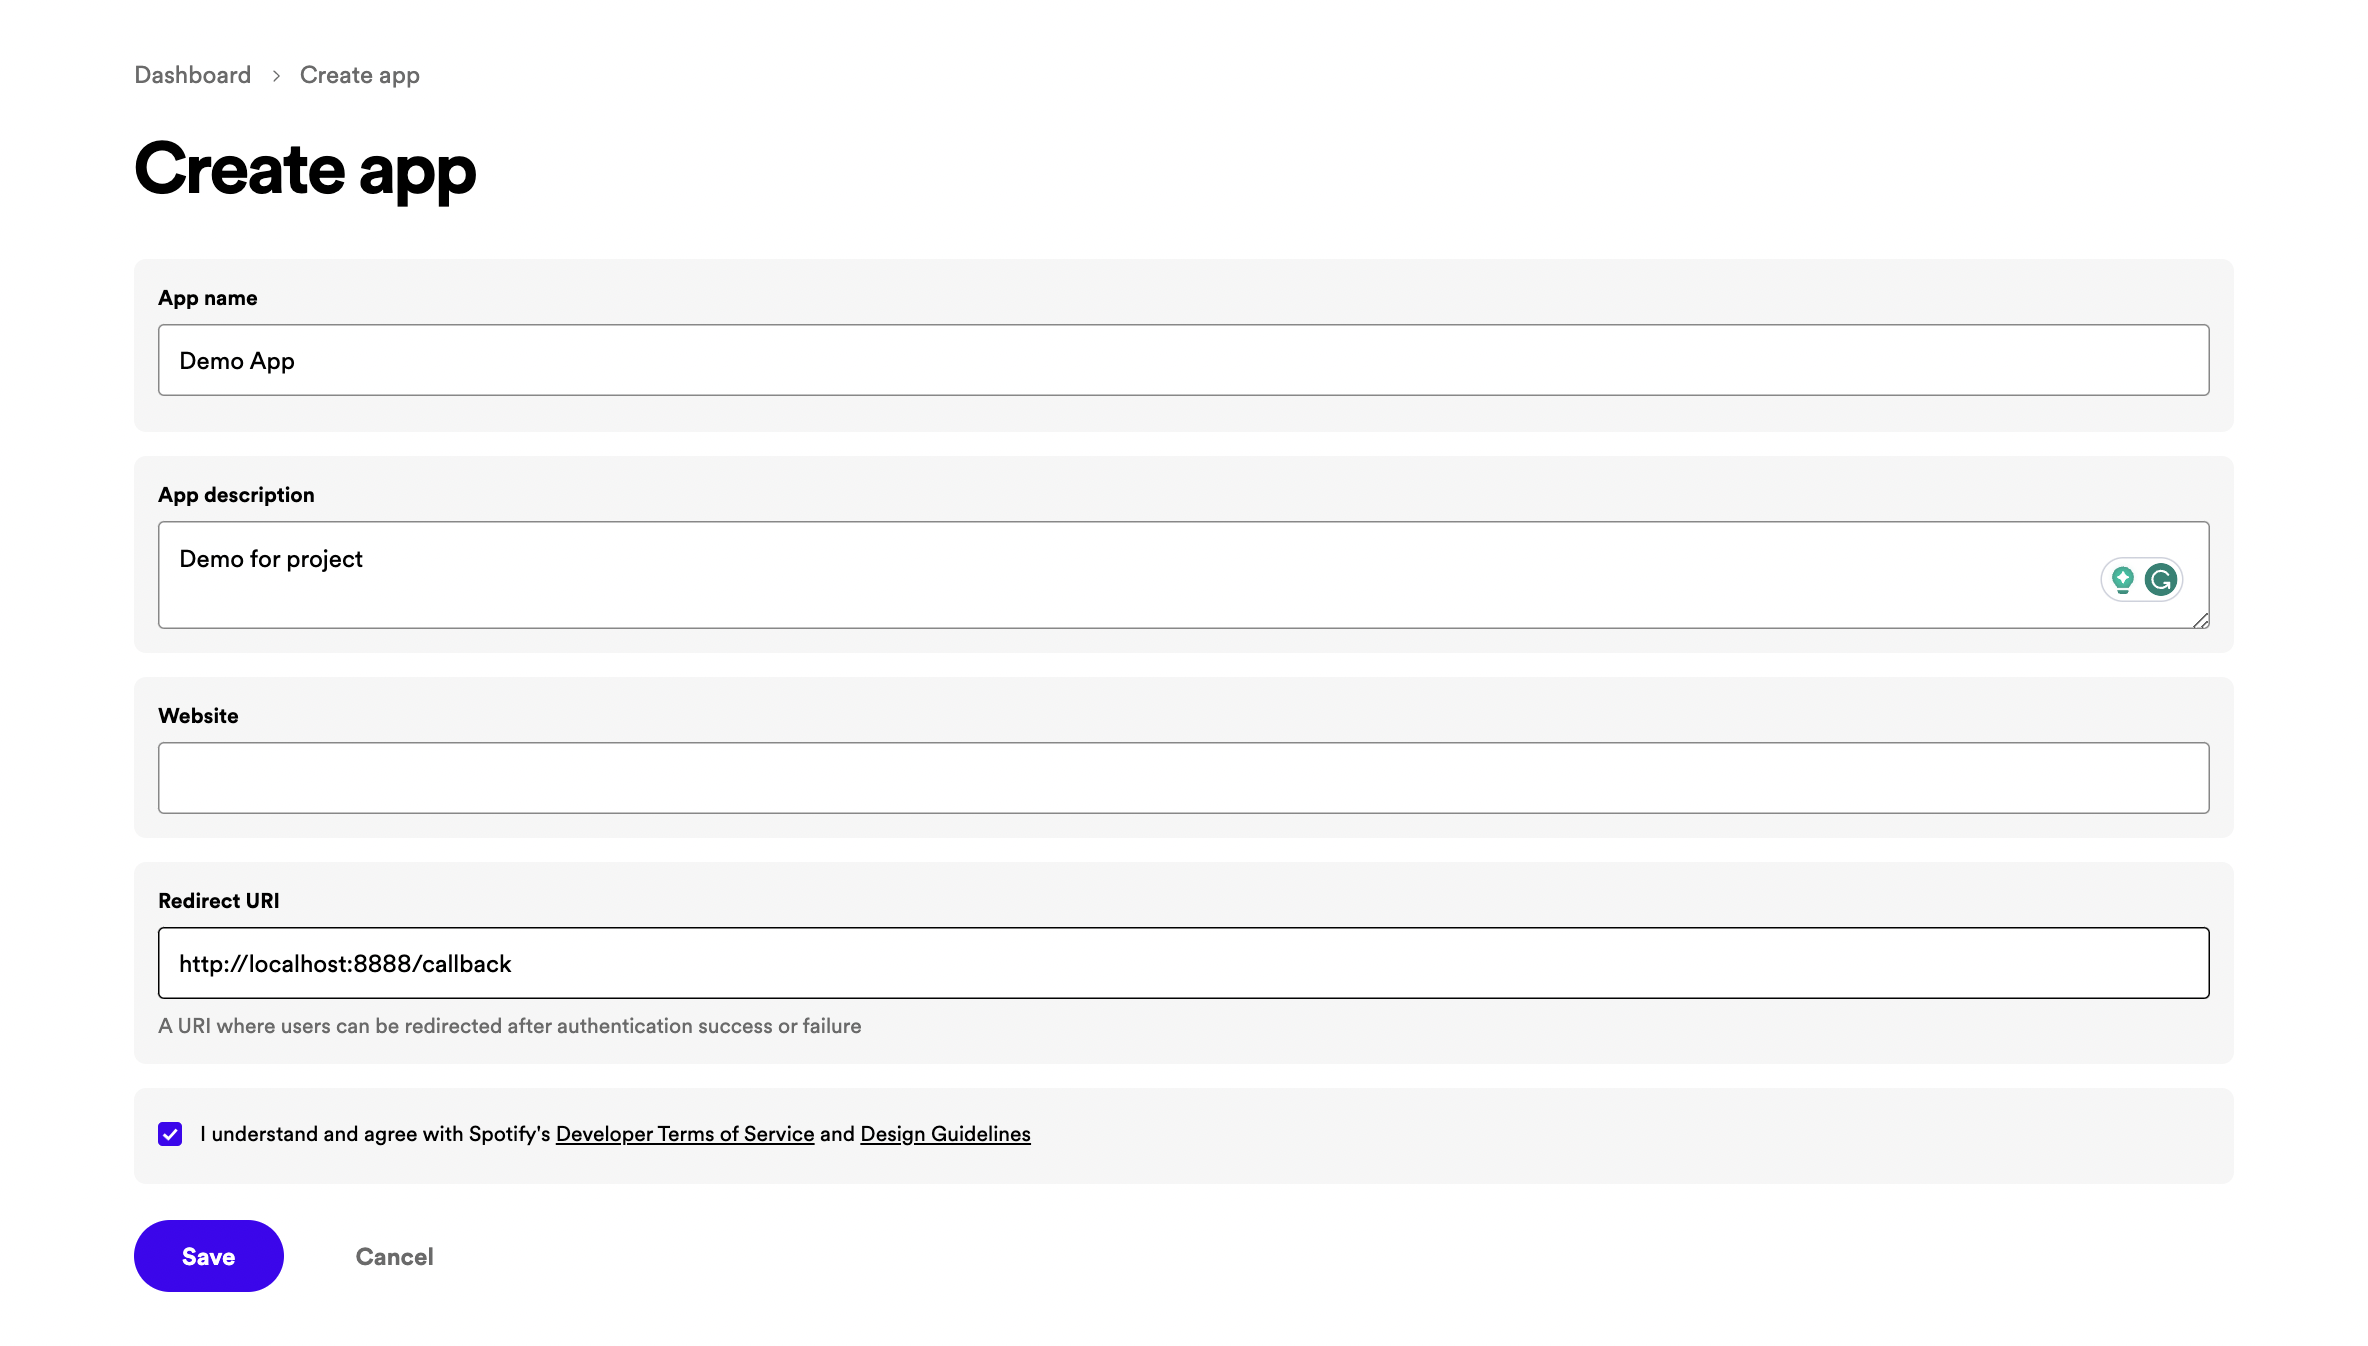 Dashboard > Create app
Create app
App name
Demo App
App description
Demo for project
Website
Redirect URI
http://localhost:8888/callback
A URI where users can be redirected after authentication success or failure
I understand and agree with Spotify's Developer Terms of Service and Design Guidelines
Save Cancel